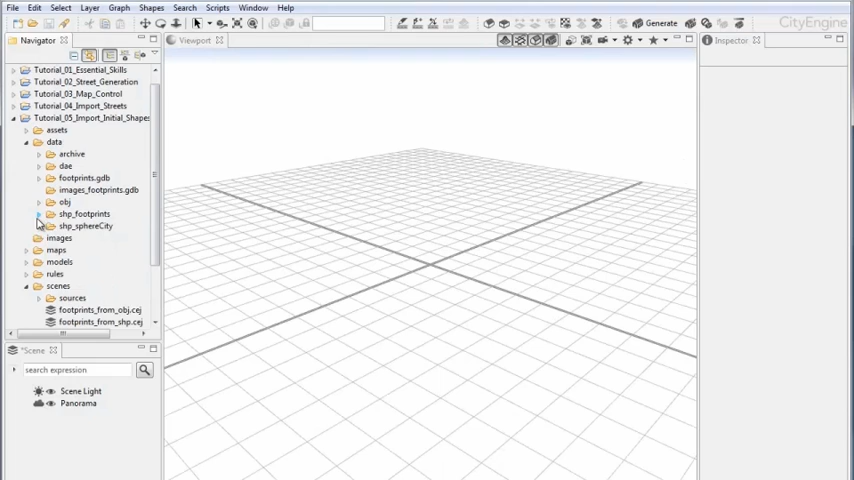 File Edit Select Layer Graph Shapes Search Scripts Window Help
Generate
CityEngine
Navigator
Viewport
Inspector
Tutorial_01_Essential_Skills
Tutorial_02_Street_Generation
Tutorial_03_Map_Control
Tutorial_04_Import_Streets
Tutorial_05_Import_Initial_Shapes
assets
data
archive
dae
footprints.gdb
images_footprints.gdb
obj
shp_footprints
shp_sphereCity
images
maps
models
rules
scenes
sources
footprints_from_obj.cej
footprints_from_shp.cej
*Scene
search expression
Scene Light
Panorama